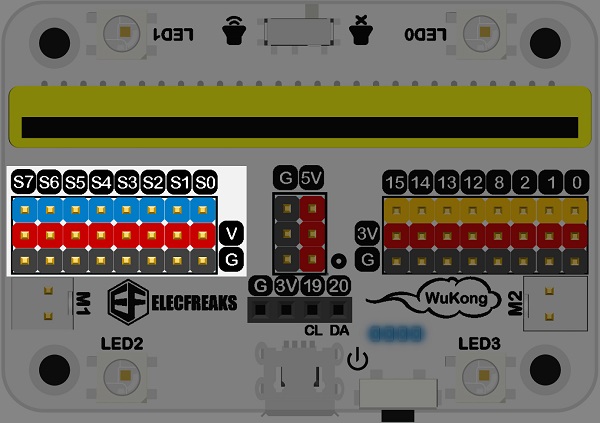 LED1 LED0
S7 S6 S5 S4 S3 S2 S1 S0 G 5V 15 14 13 12 8 2 1 0
V 3V
G G
G 3V 19 20
CL DA
M1 ELECFREAKS WuKong M2
LED2 LED3